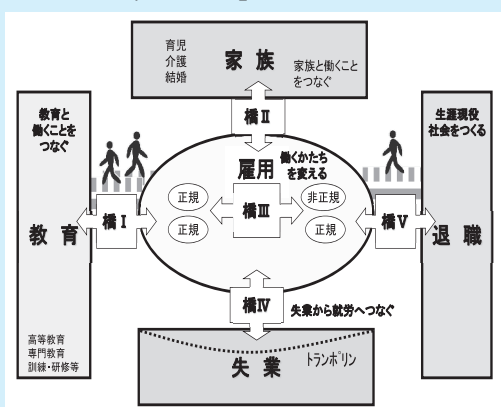 育児
介護
結婚
家族
家族と働くこと
をつなぐ
教育と
働くことを
つなぐ
橋Ⅱ
生涯現役
社会をつくる
雇用
働くかたち
を変える
正規
正規
橋Ⅲ
非正規
正規
橋Ⅰ
橋Ⅴ
教育
退職
橋Ⅳ
失業から就労へつなぐ
高等教育
専門教育
訓練・研修等
失業
トランポリン